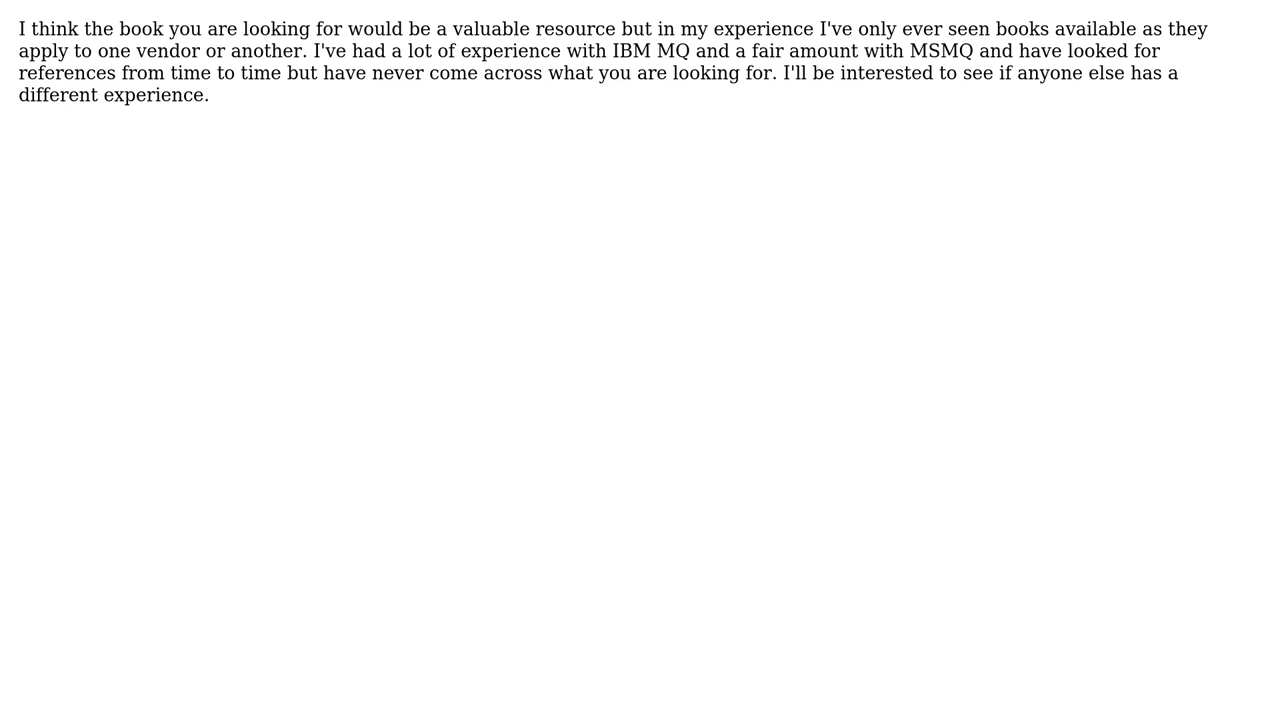 I think the book you are looking for would be a valuable resource but in my experience I've only ever seen books available as they
apply to one vendor or another. I've had a lot of experience with IBM MQ and a fair amount with MSMQ and have looked for
references from time to time but have never come across what you are looking for. I'll be interested to see if anyone else has a
different experience.